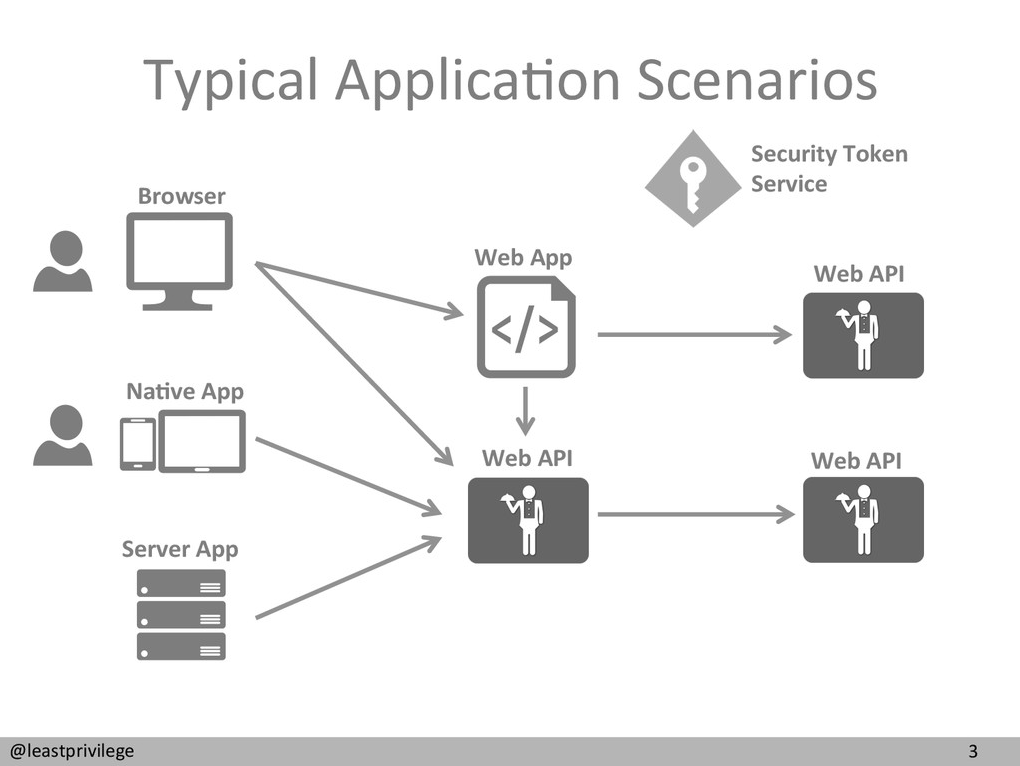 Typical Application Scenarios
Security Token
Service
Browser
Web App
Web API
</>
Native App
Web API
Web API
Server App
@leastprivilege
3